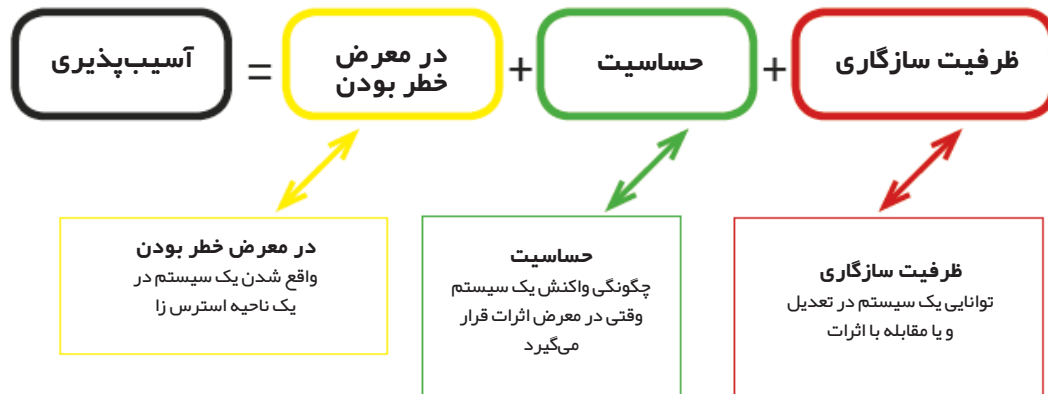 آسیب‌پذیری
=
در معرض
خطر بودن
+
حساسیت
+
ظرفیت سازگاری
در معرض خطر بودن
واقع شدن یک سیستم در
یک ناحیه استرس زا
حساسیت
چگونگی واکنش یک سیستم
وقتی در معرض اثرات قرار
می‌گیرد
ظرفیت سازگاری
توانایی یک سیستم در تعدیل
و یا مقابله با اثرات